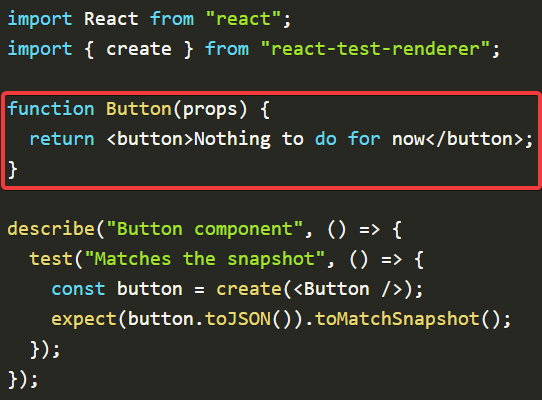 import React from "react";
import { create } from "react-test-renderer";
function Button(props) {
  return <button>Nothing to do for now</button>;
}
describe("Button component", () => {
  test("Matches the snapshot", () => {
    const button = create(<Button />);
    expect(button.toJSON()).toMatchSnapshot();
  });
});